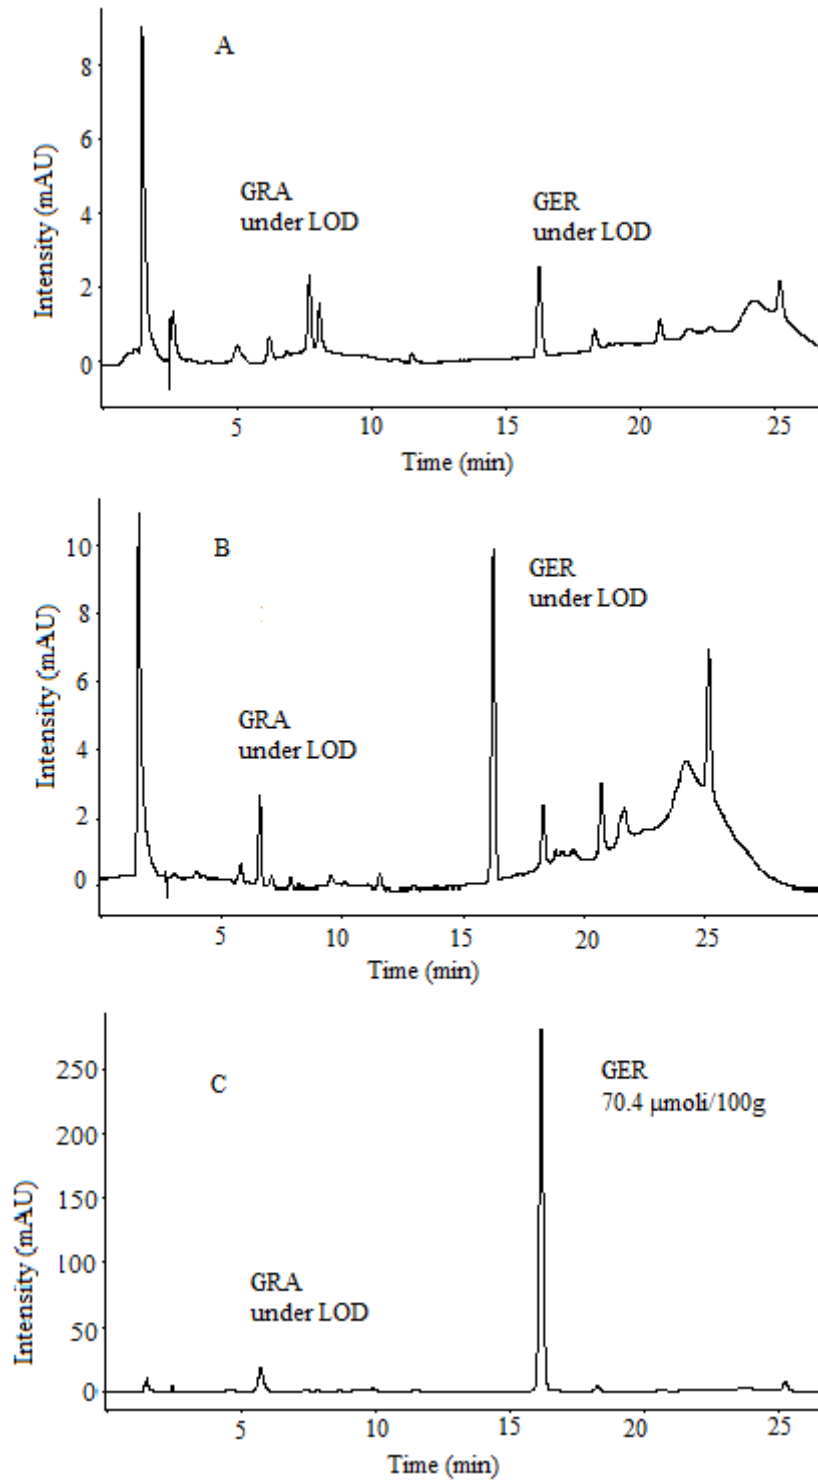 A
8
6
4
2
0
Intensity (mAU)
GRA
under LOD
GER
under LOD
5
10
15
20
25
Time (min)
B
10
8
6
4
2
0
Intensity (mAU)
GRA
under LOD
GER
under LOD
5
10
15
20
25
Time (min)
C
250
200
150
100
50
0
Intensity (mAU)
GRA
under LOD
GER
70.4 μmoli/100g
5
10
15
20
25
Time (min)